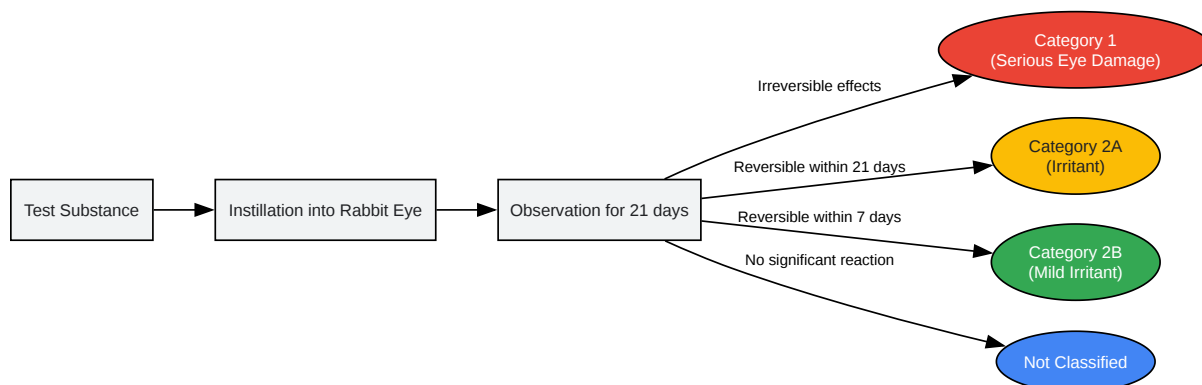 Test Substance
Instillation into Rabbit Eye
Observation for 21 days
Irreversible effects
Category 1
(Serious Eye Damage)
Reversible within 21 days
Category 2A
(Irritant)
Reversible within 7 days
Category 2B
(Mild Irritant)
No significant reaction
Not Classified